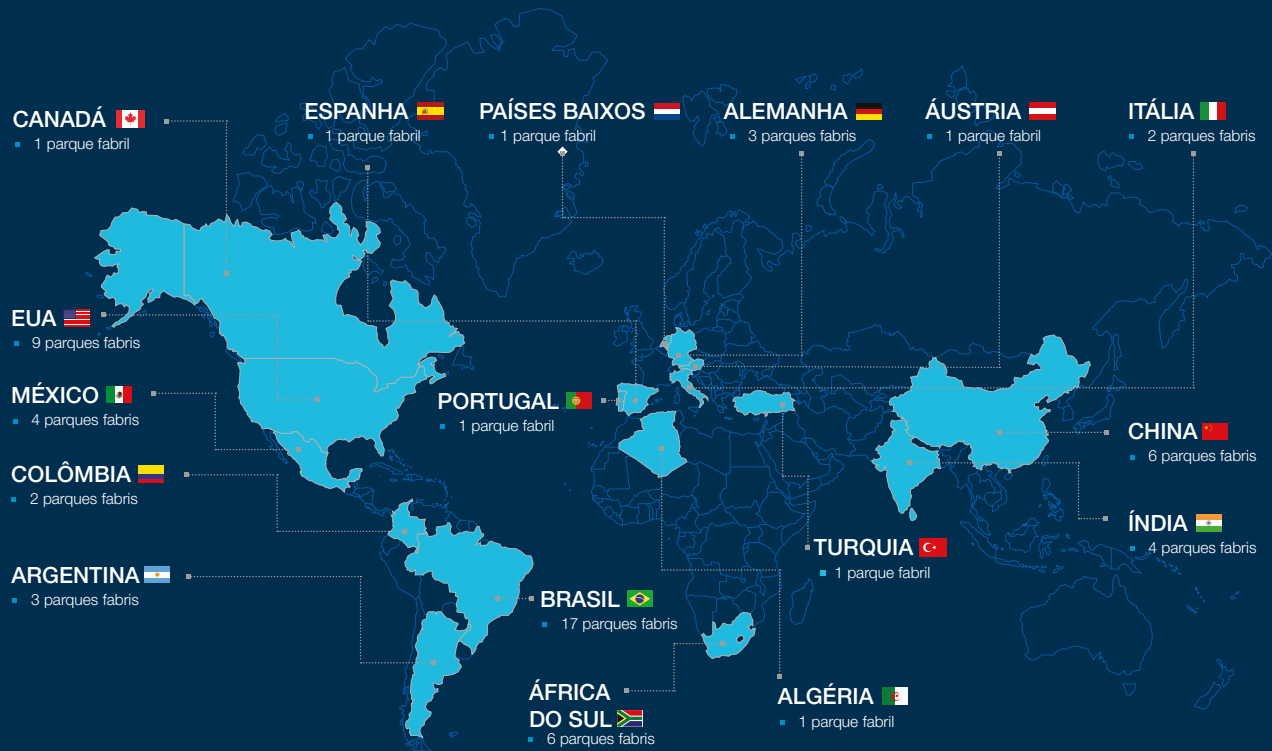 CANADÁ
1 parque fabril
ESPANHA
1 parque fabril
PAÍSES BAIXOS
1 parque fabril
ALEMANHA
3 parques fabris
ÁUSTRIA
1 parque fabril
ITÁLIA
2 parques fabris
EUA
9 parques fabris
MÉXICO
4 parques fabris
PORTUGAL
1 parque fabril
CHINA
6 parques fabris
COLÔMBIA
2 parques fabris
ÍNDIA
4 parques fabris
TURQUIA
1 parque fabril
ARGENTINA
3 parques fabris
BRASIL
17 parques fabris
ÁFRICA
DO SUL
6 parques fabris
ALGÉRIA
1 parque fabril